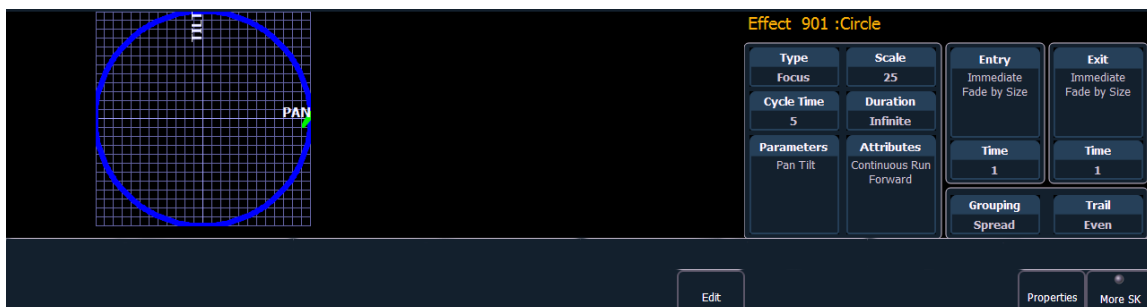 TILT
PAN
Effect 901 :Circle
Type
Focus
Scale
25
Cycle Time
5
Duration
Infinite
Parameters
Pan Tilt
Attributes
Continuous Run
Forward
Entry
Immediate
Fade by Size
Time
1
Exit
Immediate
Fade by Size
Time
1
Grouping
Spread
Trail
Even
Edit
Properties
More SK